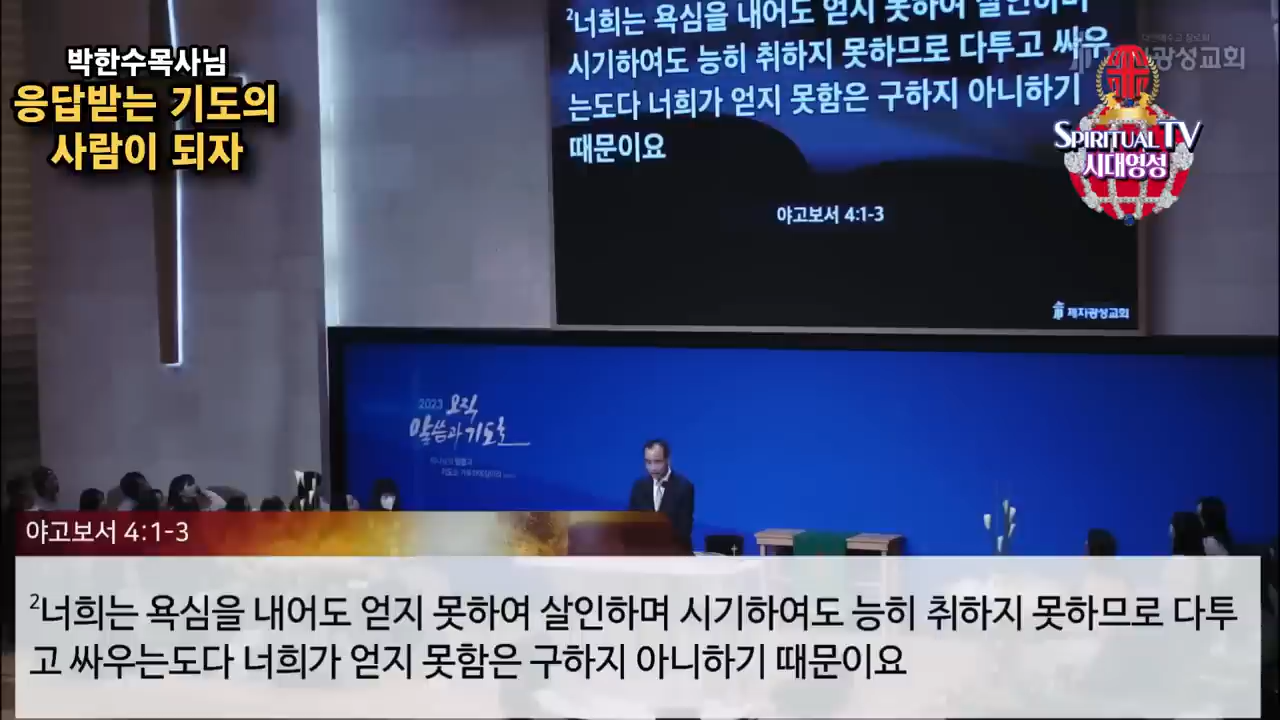 박한수목사님
응답받는 기도의
사람이 되자
²너희는 욕심을 내어도 얻지 못하여 살인하며
시기하여도 능히 취하지 못하므로 다투고 싸우
는도다 너희가 얻지 못함은 구하지 아니하기
때문이요
야고보서 4:1-3
제자광성교회
광성교회
SPIRITUAL TV
시대영성
2023 오직
말씀과 기도로
야고보서 4:1-3
²너희는 욕심을 내어도 얻지 못하여 살인하며 시기하여도 능히 취하지 못하므로 다투
고 싸우는도다 너희가 얻지 못함은 구하지 아니하기 때문이요